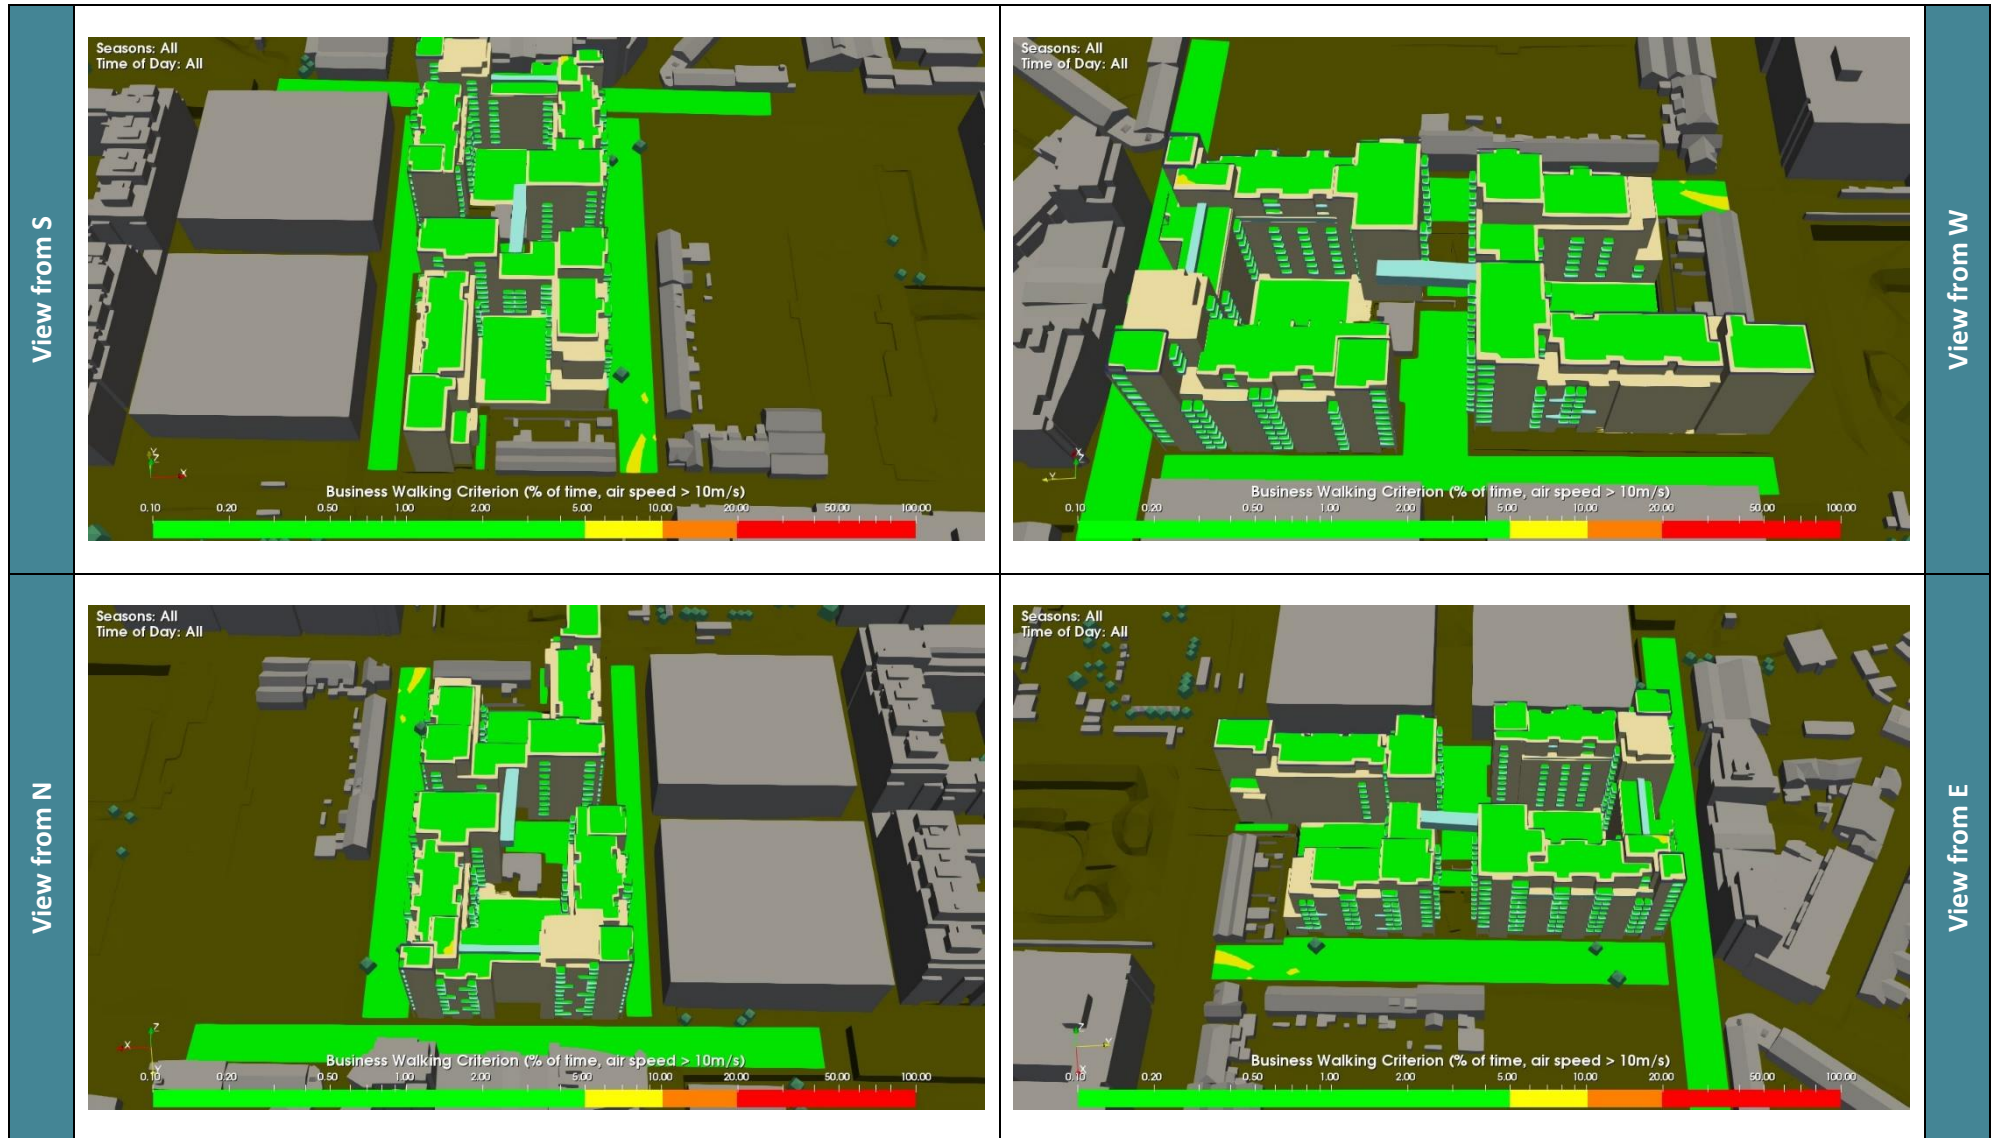 View from S
Seasons: All
Time of Day: All
Business Walking Criterion (% of time, air speed > 10m/s)
0.10 0.20 0.50 1.00 2.00 5.00 10.00 20.00 50.00 100.00
Seasons: All
Time of Day: All
Business Walking Criterion (% of time, air speed > 10m/s)
0.10 0.20 0.50 1.00 2.00 5.00 10.00 20.00 50.00 100.00
View from W
View from N
Seasons: All
Time of Day: All
Z
X
Y
Business Walking Criterion (% of time, air speed > 10m/s)
0.10 0.20 0.50 1.00 2.00 5.00 10.00 20.00 50.00 100.00
Seasons: All
Time of Day: All
Z
Y
X
Business Walking Criterion (% of time, air speed > 10m/s)
0.10 0.20 0.50 1.00 2.00 5.00 10.00 20.00 50.00 100.00
View from E